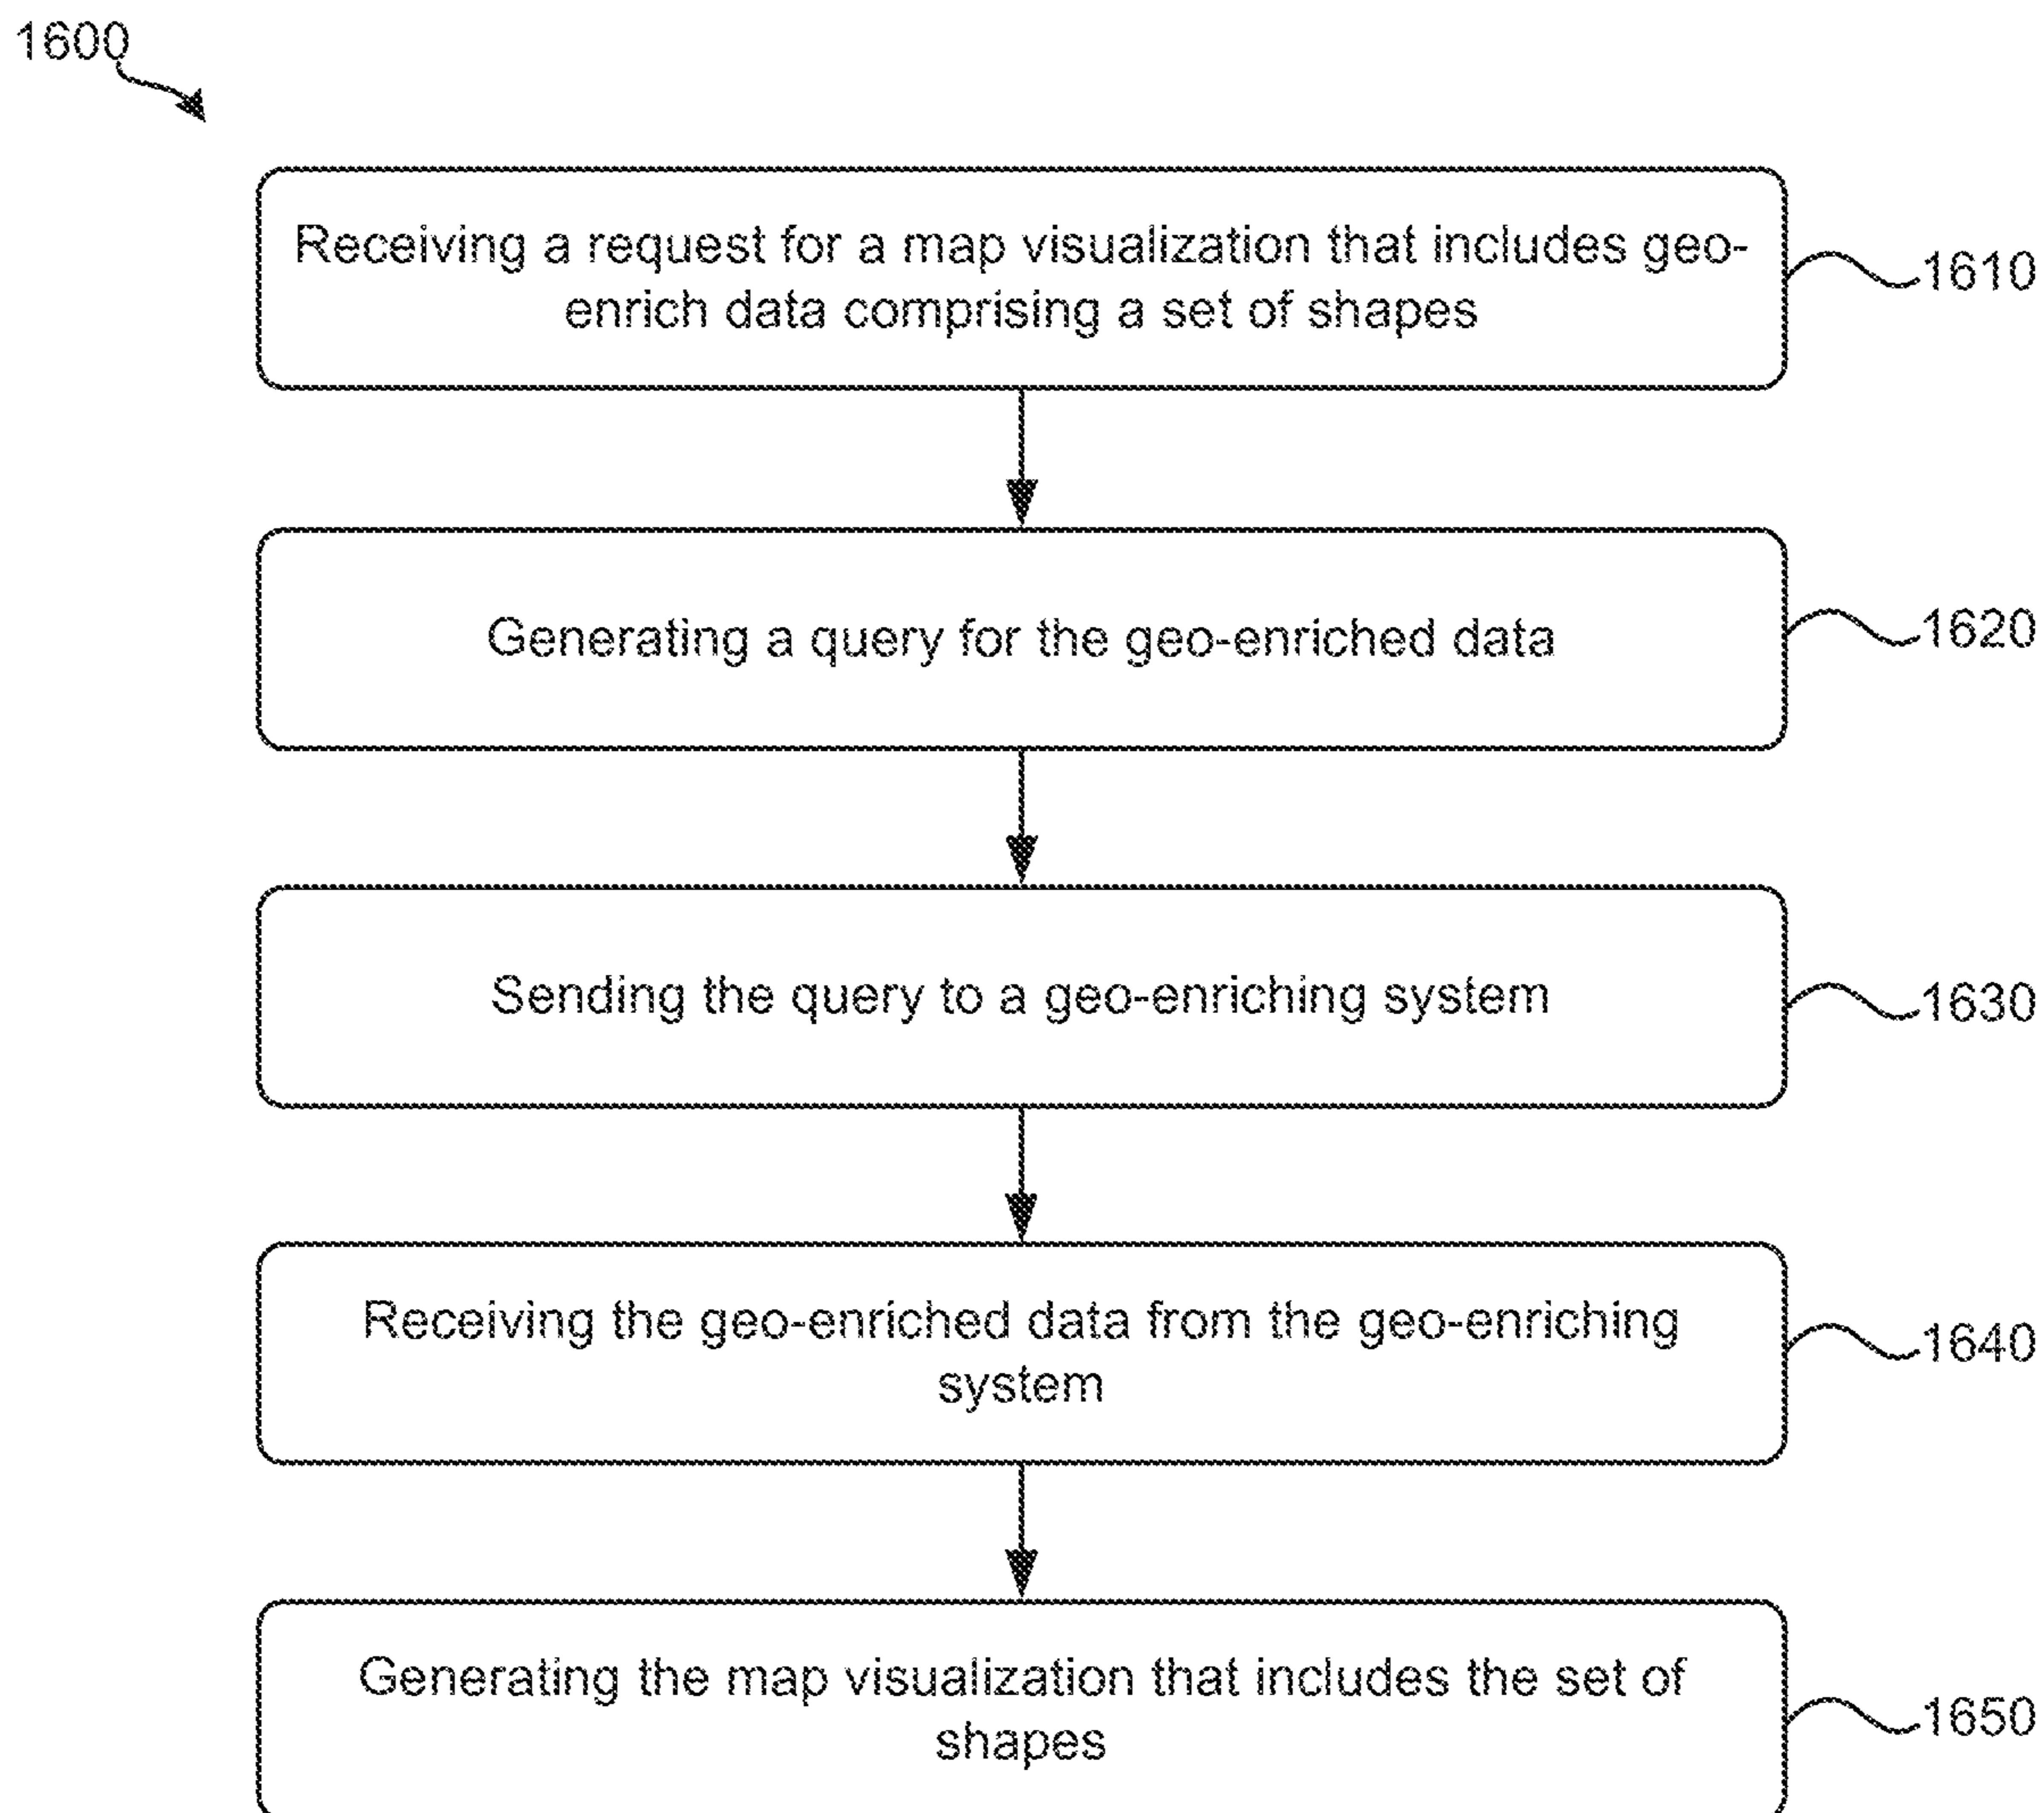 1600
Receiving a request for a map visualization that includes geo-
enrich data comprising a set of shapes
1610
Generating a query for the geo-enriched data
1620
Sending the query to a geo-enriching system
1630
Receiving the geo-enriched data from the geo-enriching
system
1640
Generating the map visualization that includes the set of
shapes
1650